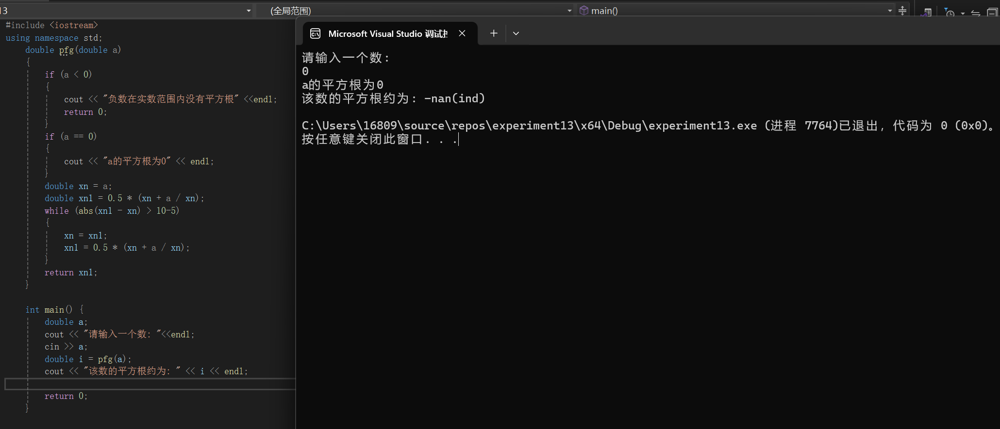 13 (全局范围) main()
#include <iostream>
using namespace std;
double pfg(double a)
{
if (a < 0)
{
cout << "负数在实数范围内没有平方根" <<endl;
return 0;
}
if (a == 0)
{
cout << "a的平方根为0" << endl;
}
double xn = a;
double xn1 = 0.5 * (xn + a / xn);
while (abs(xn1 - xn) > 10-5)
{
xn = xn1;
xn1 = 0.5 * (xn + a / xn);
}
return xn1;
}
int main() {
double a;
cout << "请输入一个数: "<<endl;
cin >> a;
double i = pfg(a);
cout << "该数的平方根约为: " << i << endl;
return 0;
}
Microsoft Visual Studio 调试
请输入一个数:
0
a的平方根为0
该数的平方根约为: -nan(ind)
C:\Users\16809\source\repos\experiment13\x64\Debug\experiment13.exe (进程 7764)已退出, 代码为 0 (0x0)。
按任意键关闭此窗口. . .